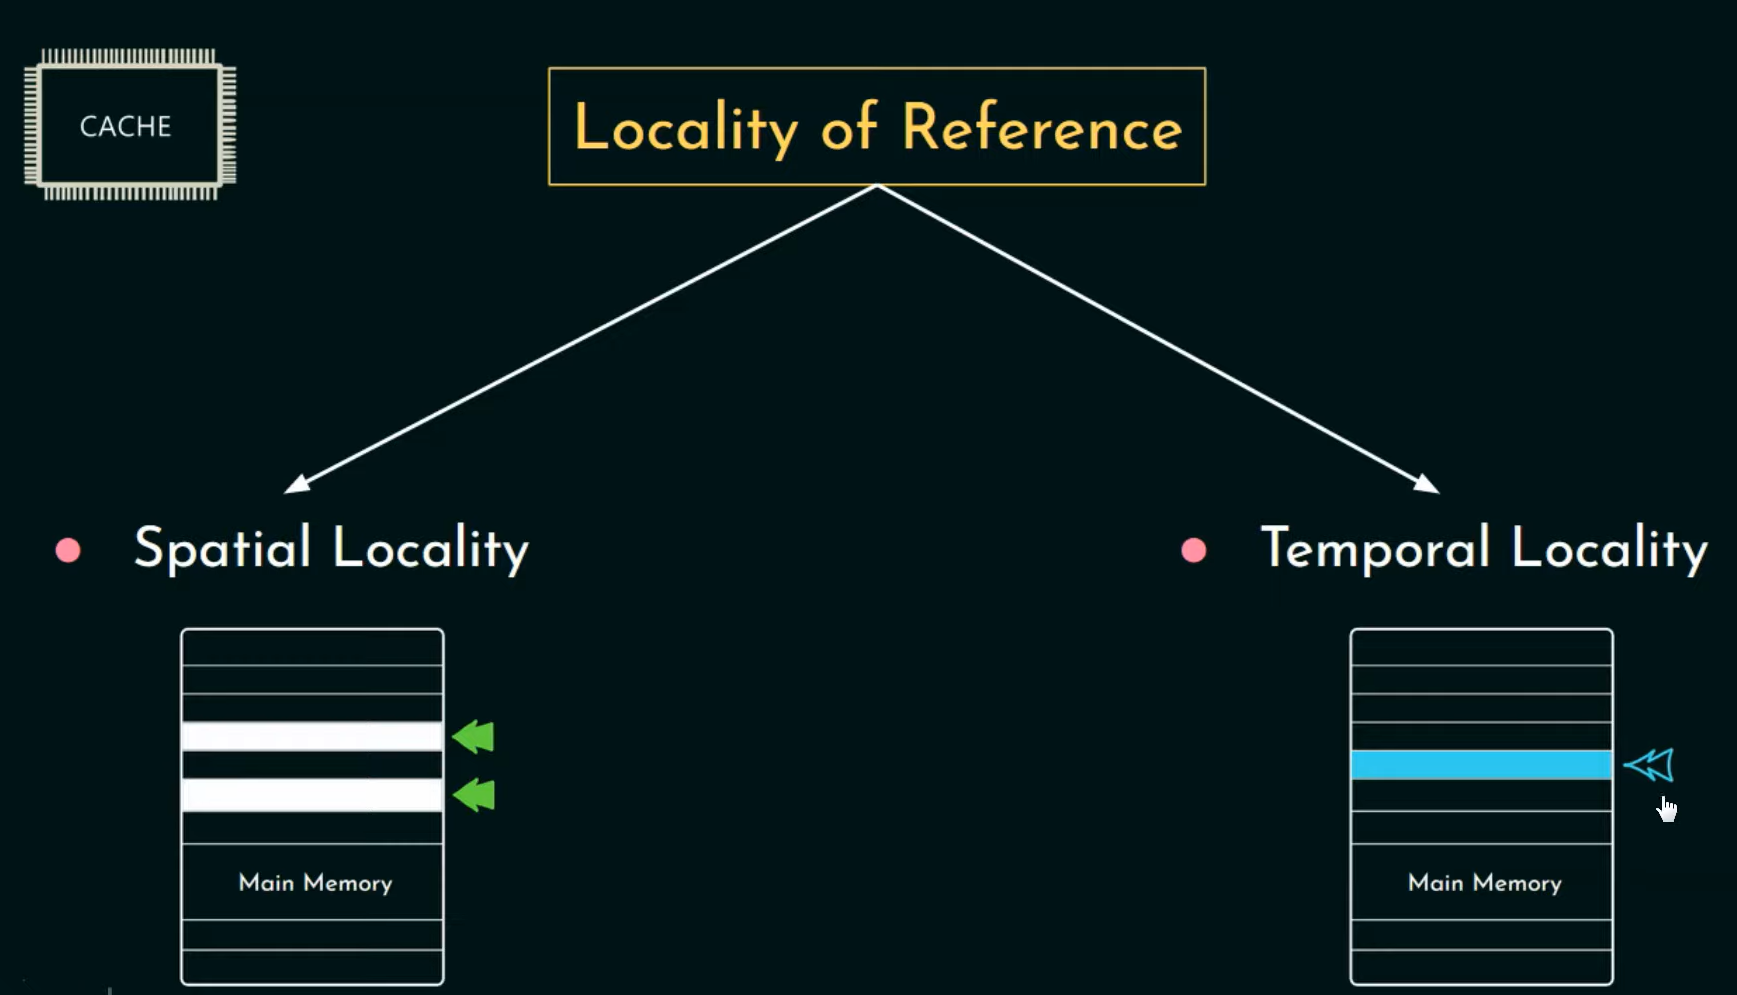 CACHE
Locality of Reference
Spatial Locality
Temporal Locality
Main Memory
Main Memory